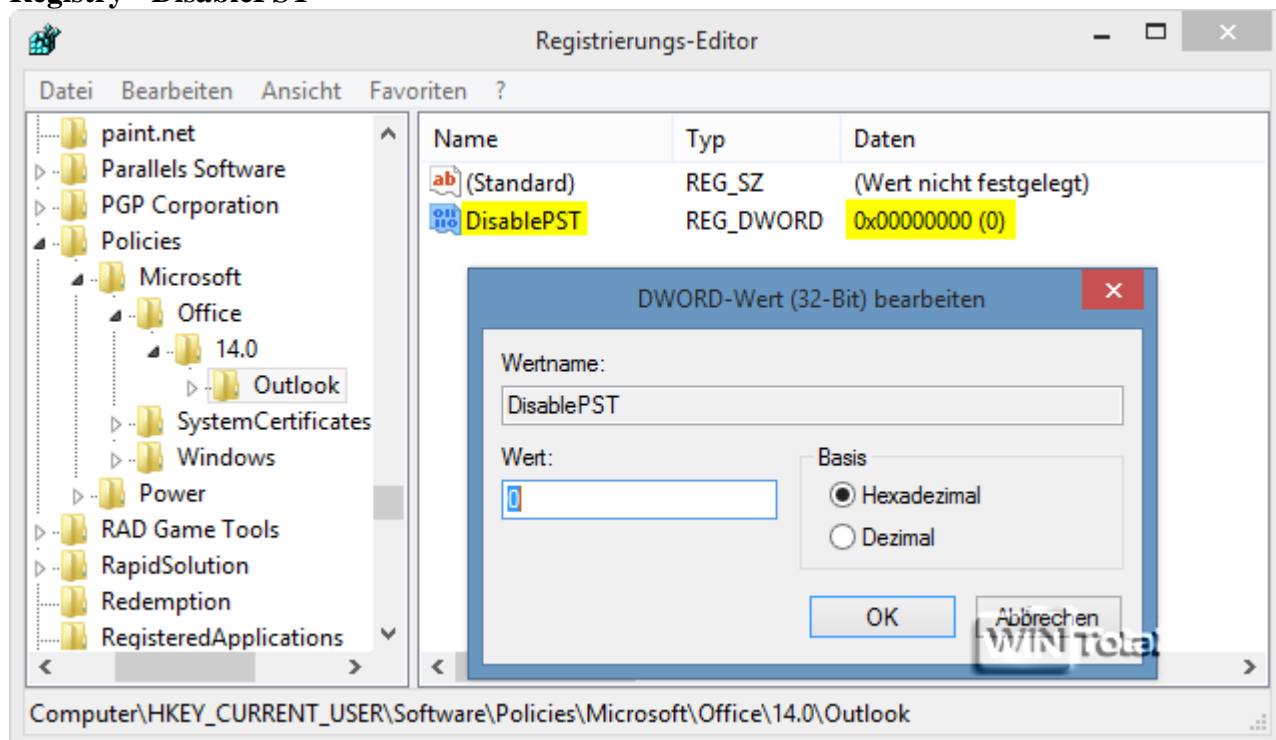 Registry - DisablePST
Registrierungs-Editor
Datei Bearbeiten Ansicht Favoriten ?
paint.net
Parallels Software
PGP Corporation
Policies
Microsoft
Office
14.0
Outlook
SystemCertificates
Windows
Power
RAD Game Tools
RapidSolution
Redemption
RegisteredApplications
Name Typ Daten
ab (Standard) REG_SZ (Wert nicht festgelegt)
DisablePST REG_DWORD 0x00000000 (0)
DWORD-Wert (32-Bit) bearbeiten
Wertname:
DisablePST
Wert:
0
Basis
Hexadezimal
Dezimal
OK Abbrechen
WIN Total
Computer\HKEY_CURRENT_USER\Software\Policies\Microsoft\Office\14.0\Outlook